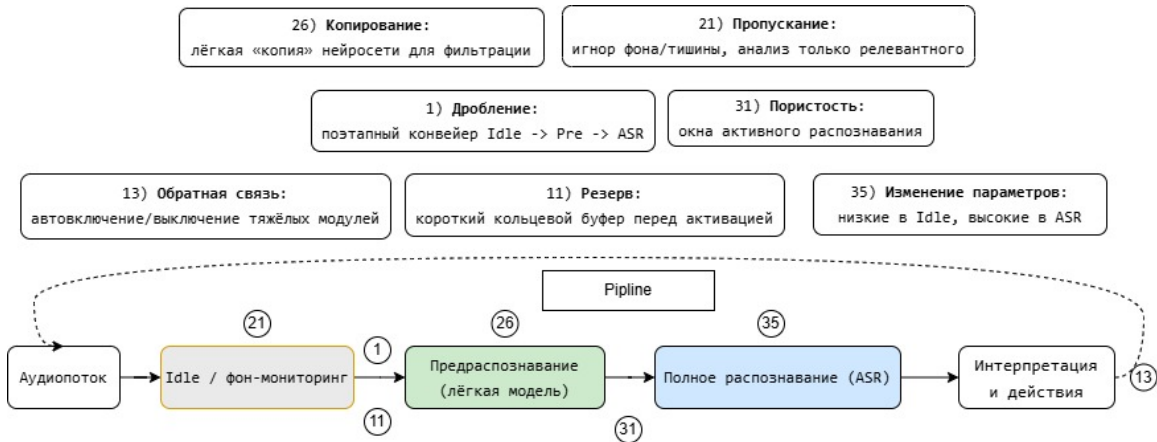 26) Копирование:
лёгкая «копия» нейросети для фильтрации
21) Пропускание:
игнор фона/тишины, анализ только релевантного
1) Дробление:
поэтапный конвейер Idle -> Pre -> ASR
31) Пористость:
окна активного распознавания
13) Обратная связь:
автовключение/выключение тяжёлых модулей
11) Резерв:
короткий кольцевой буфер перед активацией
35) Изменение параметров:
низкие в Idle, высокие в ASR
Pipline
21
26
35
1
Аудиопоток
Idle / фон-мониторинг
Предраспознавание
(лёгкая модель)
Полное распознавание (ASR)
Интерпретация
и действия
13
11
31